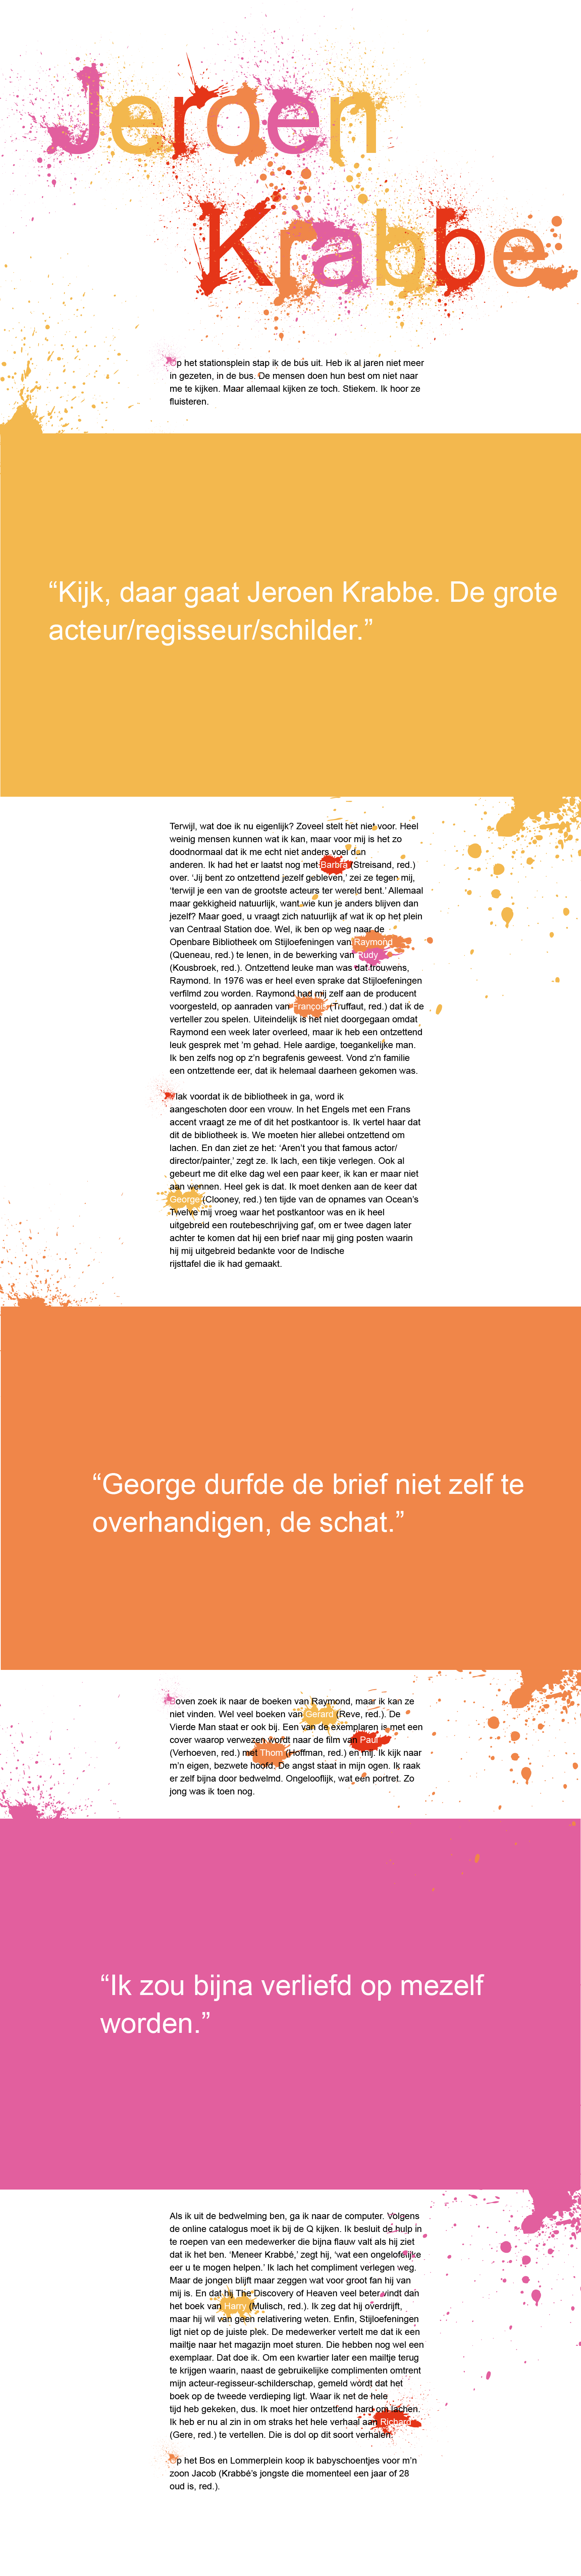 Jeroen
Krabbe
Op het stationsplein stap ik de bus uit. Heb ik al jaren niet meer
in gezeten, in de bus. De mensen doen hun best om niet naar
me te kijken. Maar allemaal kijken ze toch. Stiekem. Ik hoor ze
fluisteren.
“Kijk, daar gaat Jeroen Krabbe. De grote
acteur/regisseur/schilder.”
Terwijl, wat doe ik nu eigenlijk? Zoveel stelt het niet voor. Heel
weinig mensen kunnen wat ik kan, maar voor mij is het zo
doodnormaal dat ik me echt niet anders voel dan
anderen. Ik had het er laatst nog met Barbra (Streisand, red.)
over. ‘Jij bent zo ontzettend jezelf gebleven,’ zei ze tegen mij,
‘terwijl je een van de grootste acteurs ter wereld bent.’ Allemaal
maar gekkigheid natuurlijk, want wie kun je anders blijven dan
jezelf? Maar goed, u vraagt zich natuurlijk af wat ik op het plein
van Centraal Station doe. Wel, ik ben op weg naar de
Openbare Bibliotheek om Stijloefeningen van Raymond
(Queneau, red.) te lenen, in de bewerking van Rudy
(Kousbroek, red.). Ontzettend leuke man was dat trouwens,
Raymond. In 1976 was er heel even sprake dat Stijloefeningen
verfilmd zou worden. Raymond had mij zelf aan de producent
voorgesteld, op aanraden van François (Truffaut, red.) dat ik de
verteller zou spelen. Uiteindelijk is het niet doorgegaan omdat
Raymond een week later overleed, maar ik heb een ontzettend
leuk gesprek met ’m gehad. Hele aardige, toegankelijke man.
Ik ben zelfs nog op z’n begrafenis geweest. Vond z’n familie
een ontzettende eer, dat ik helemaal daarheen gekomen was.
Vlak voordat ik de bibliotheek in ga, word ik
aangeschoten door een vrouw. In het Engels met een Frans
accent vraagt ze me of dit het postkantoor is. Ik vertel haar dat
dit de bibliotheek is. We moeten hier allebei ontzettend om
lachen. En dan ziet ze het: ‘Aren’t you that famous actor/
director/painter,’ zegt ze. Ik lach, een tikje verlegen. Ook al
gebeurt me dit elke dag wel een paar keer, ik kan er maar niet
aan wennen. Heel gek is dat. Ik moet denken aan de keer dat
George (Clooney, red.) ten tijde van de opnames van Ocean’s
Twelve mij vroeg waar het postkantoor was en ik heel
uitgebreid een routebeschrijving gaf, om er twee dagen later
achter te komen dat hij een brief naar mij ging posten waarin
hij mij uitgebreid bedankte voor de Indische
rijsttafel die ik had gemaakt.
“George durfde de brief niet zelf te
overhandigen, de schat.”
Boven zoek ik naar de boeken van Raymond, maar ik kan ze
niet vinden. Wel veel boeken van Gerard (Reve, red.). De
Vierde Man staat er ook bij. Een van de exemplaren is met een
cover waarop verwezen wordt naar de film van Paul
(Verhoeven, red.) met Thom (Hoffman, red.) en mij. Ik kijk naar
m’n eigen, bezwete hoofd. De angst staat in mijn ogen. Ik raak
er zelf bijna door bedwelmd. Ongelooflijk, wat een portret. Zo
jong was ik toen nog.
“Ik zou bijna verliefd op mezelf
worden.”
Als ik uit de bedwelming ben, ga ik naar de computer. Volgens
de online catalogus moet ik bij de Q kijken. Ik besluit de hulp in
te roepen van een medewerker die bijna flauw valt als hij ziet
dat ik het ben. ‘Meneer Krabbé,’ zegt hij, ‘wat een ongelofelijke
eer u te mogen helpen.’ Ik lach het compliment verlegen weg.
Maar de jongen blijft maar zeggen wat voor groot fan hij van
mij is. En dat hij The Discovery of Heaven veel beter vindt dan
het boek van Harry (Mulisch, red.). Ik zeg dat hij overdrijft,
maar hij wil van geen relativering weten. Enfin, Stijloefeningen
ligt niet op de juiste plek. De medewerker vertelt me dat ik een
mailtje naar het magazijn moet sturen. Die hebben nog wel een
exemplaar. Dat doe ik. Om een kwartier later een mailtje terug
te krijgen waarin, naast de gebruikelijke complimenten omtrent
mijn acteur-regisseur-schilderschap, gemeld wordt dat het
boek op de tweede verdieping ligt. Waar ik net de hele
tijd heb gekeken, dus. Ik moet hier ontzettend hard om lachen.
Ik heb er nu al zin in om straks het hele verhaal aan Richard
(Gere, red.) te vertellen. Die is dol op dit soort verhalen.
Op het Bos en Lommerplein koop ik babyschoentjes voor m’n
zoon Jacob (Krabbé’s jongste die momenteel een jaar of 28
oud is, red.).